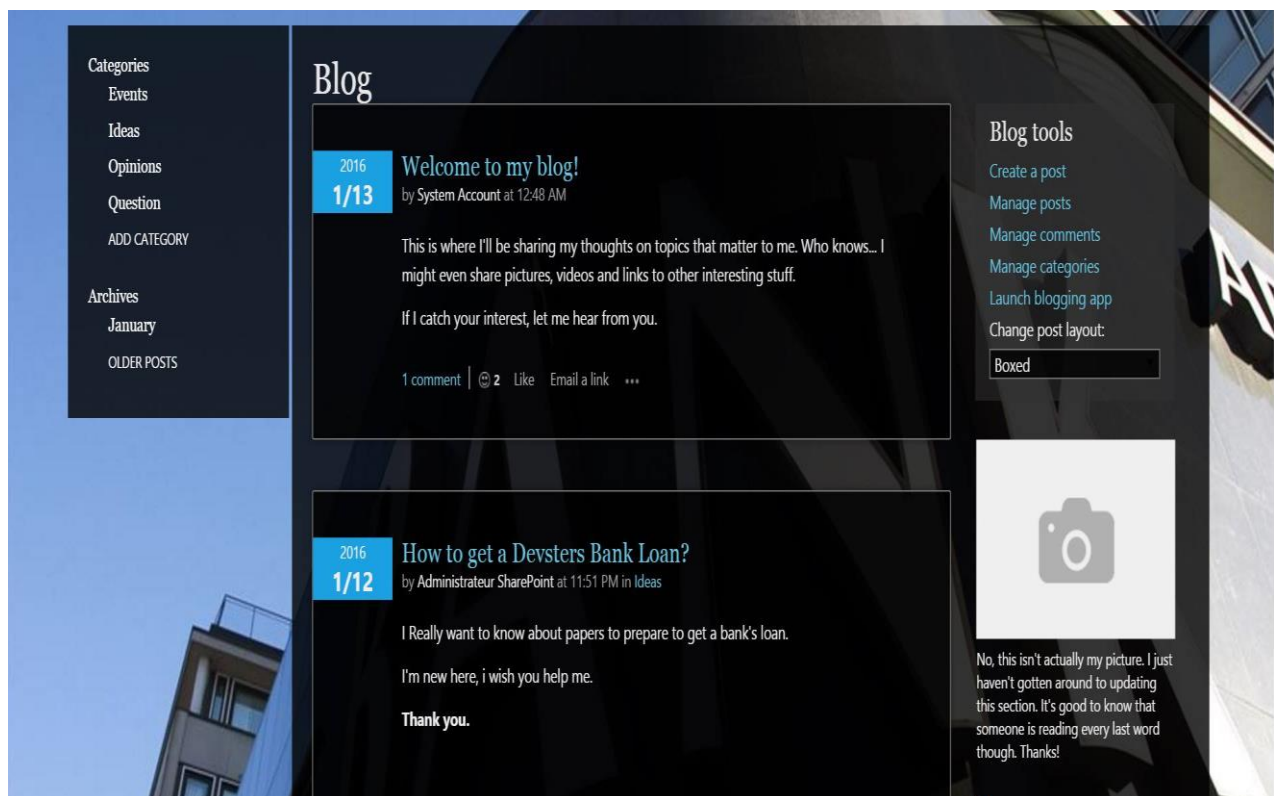 Categories
Events
Ideas
Opinions
Question
ADD CATEGORY
Archives
January
OLDER POSTS
Blog
2016
1/13
Welcome to my blog!
by System Account at 12:48 AM
This is where I'll be sharing my thoughts on topics that matter to me. Who knows... I
might even share pictures, videos and links to other interesting stuff.
If I catch your interest, let me hear from you.
1 comment 2 Like Email a link ...
2016
1/12
How to get a Devsters Bank Loan?
by Administrateur SharePoint at 11:51 PM in Ideas
I Really want to know about papers to prepare to get a bank's loan.
I'm new here, i wish you help me.
Thank you.
Blog tools
Create a post
Manage posts
Manage comments
Manage categories
Launch blogging app
Change post layout:
Boxed
No, this isn't actually my picture. I just
haven't gotten around to updating
this section. It's good to know that
someone is reading every last word
though. Thanks!